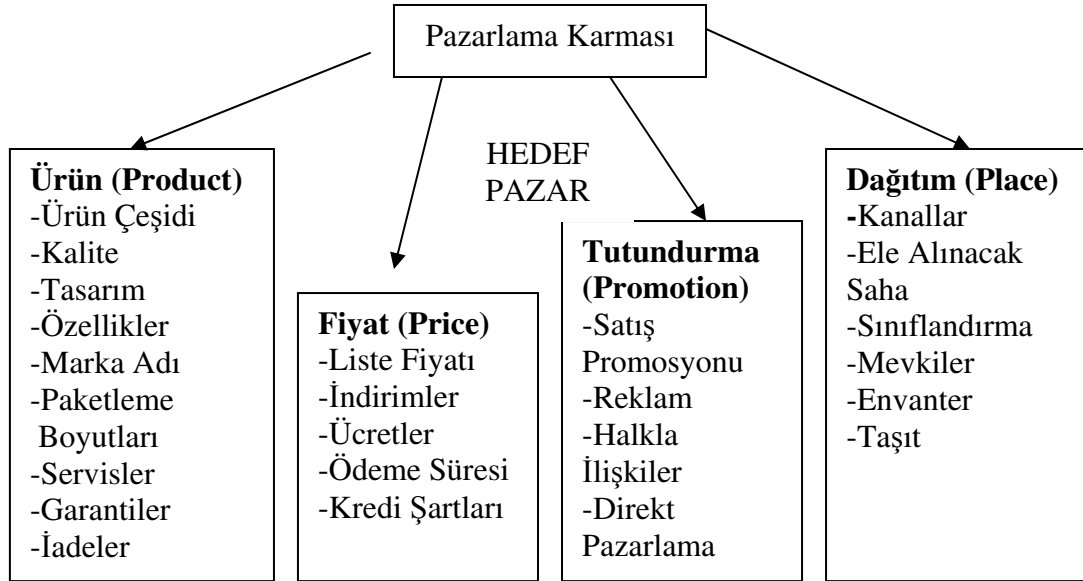 Pazarlama Karması
HEDEF
PAZAR
Ürün (Product)
-Ürün Çeşidi
-Kalite
-Tasarım
-Özellikler
-Marka Adı
-Paketleme
Boyutları
-Servisler
-Garantiler
-İadeler
Fiyat (Price)
-Liste Fiyatı
-İndirimler
-Ücretler
-Ödeme Süresi
-Kredi Şartları
Tutundurma
(Promotion)
-Satış
Promosyonu
-Reklam
-Halkla
İlişkiler
-Direkt
Pazarlama
Dağıtım (Place)
-Kanallar
-Ele Alınacak
Saha
-Sınıflandırma
-Mevkiler
-Envanter
-Taşıt